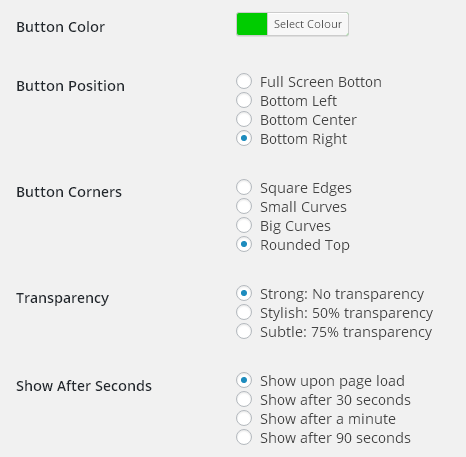 Button Color
Select Colour
Button Position
Full Screen Botton
Bottom Left
Bottom Center
Bottom Right
Button Corners
Square Edges
Small Curves
Big Curves
Rounded Top
Transparency
Strong: No transparency
Stylish: 50% transparency
Subtle: 75% transparency
Show After Seconds
Show upon page load
Show after 30 seconds
Show after a minute
Show after 90 seconds